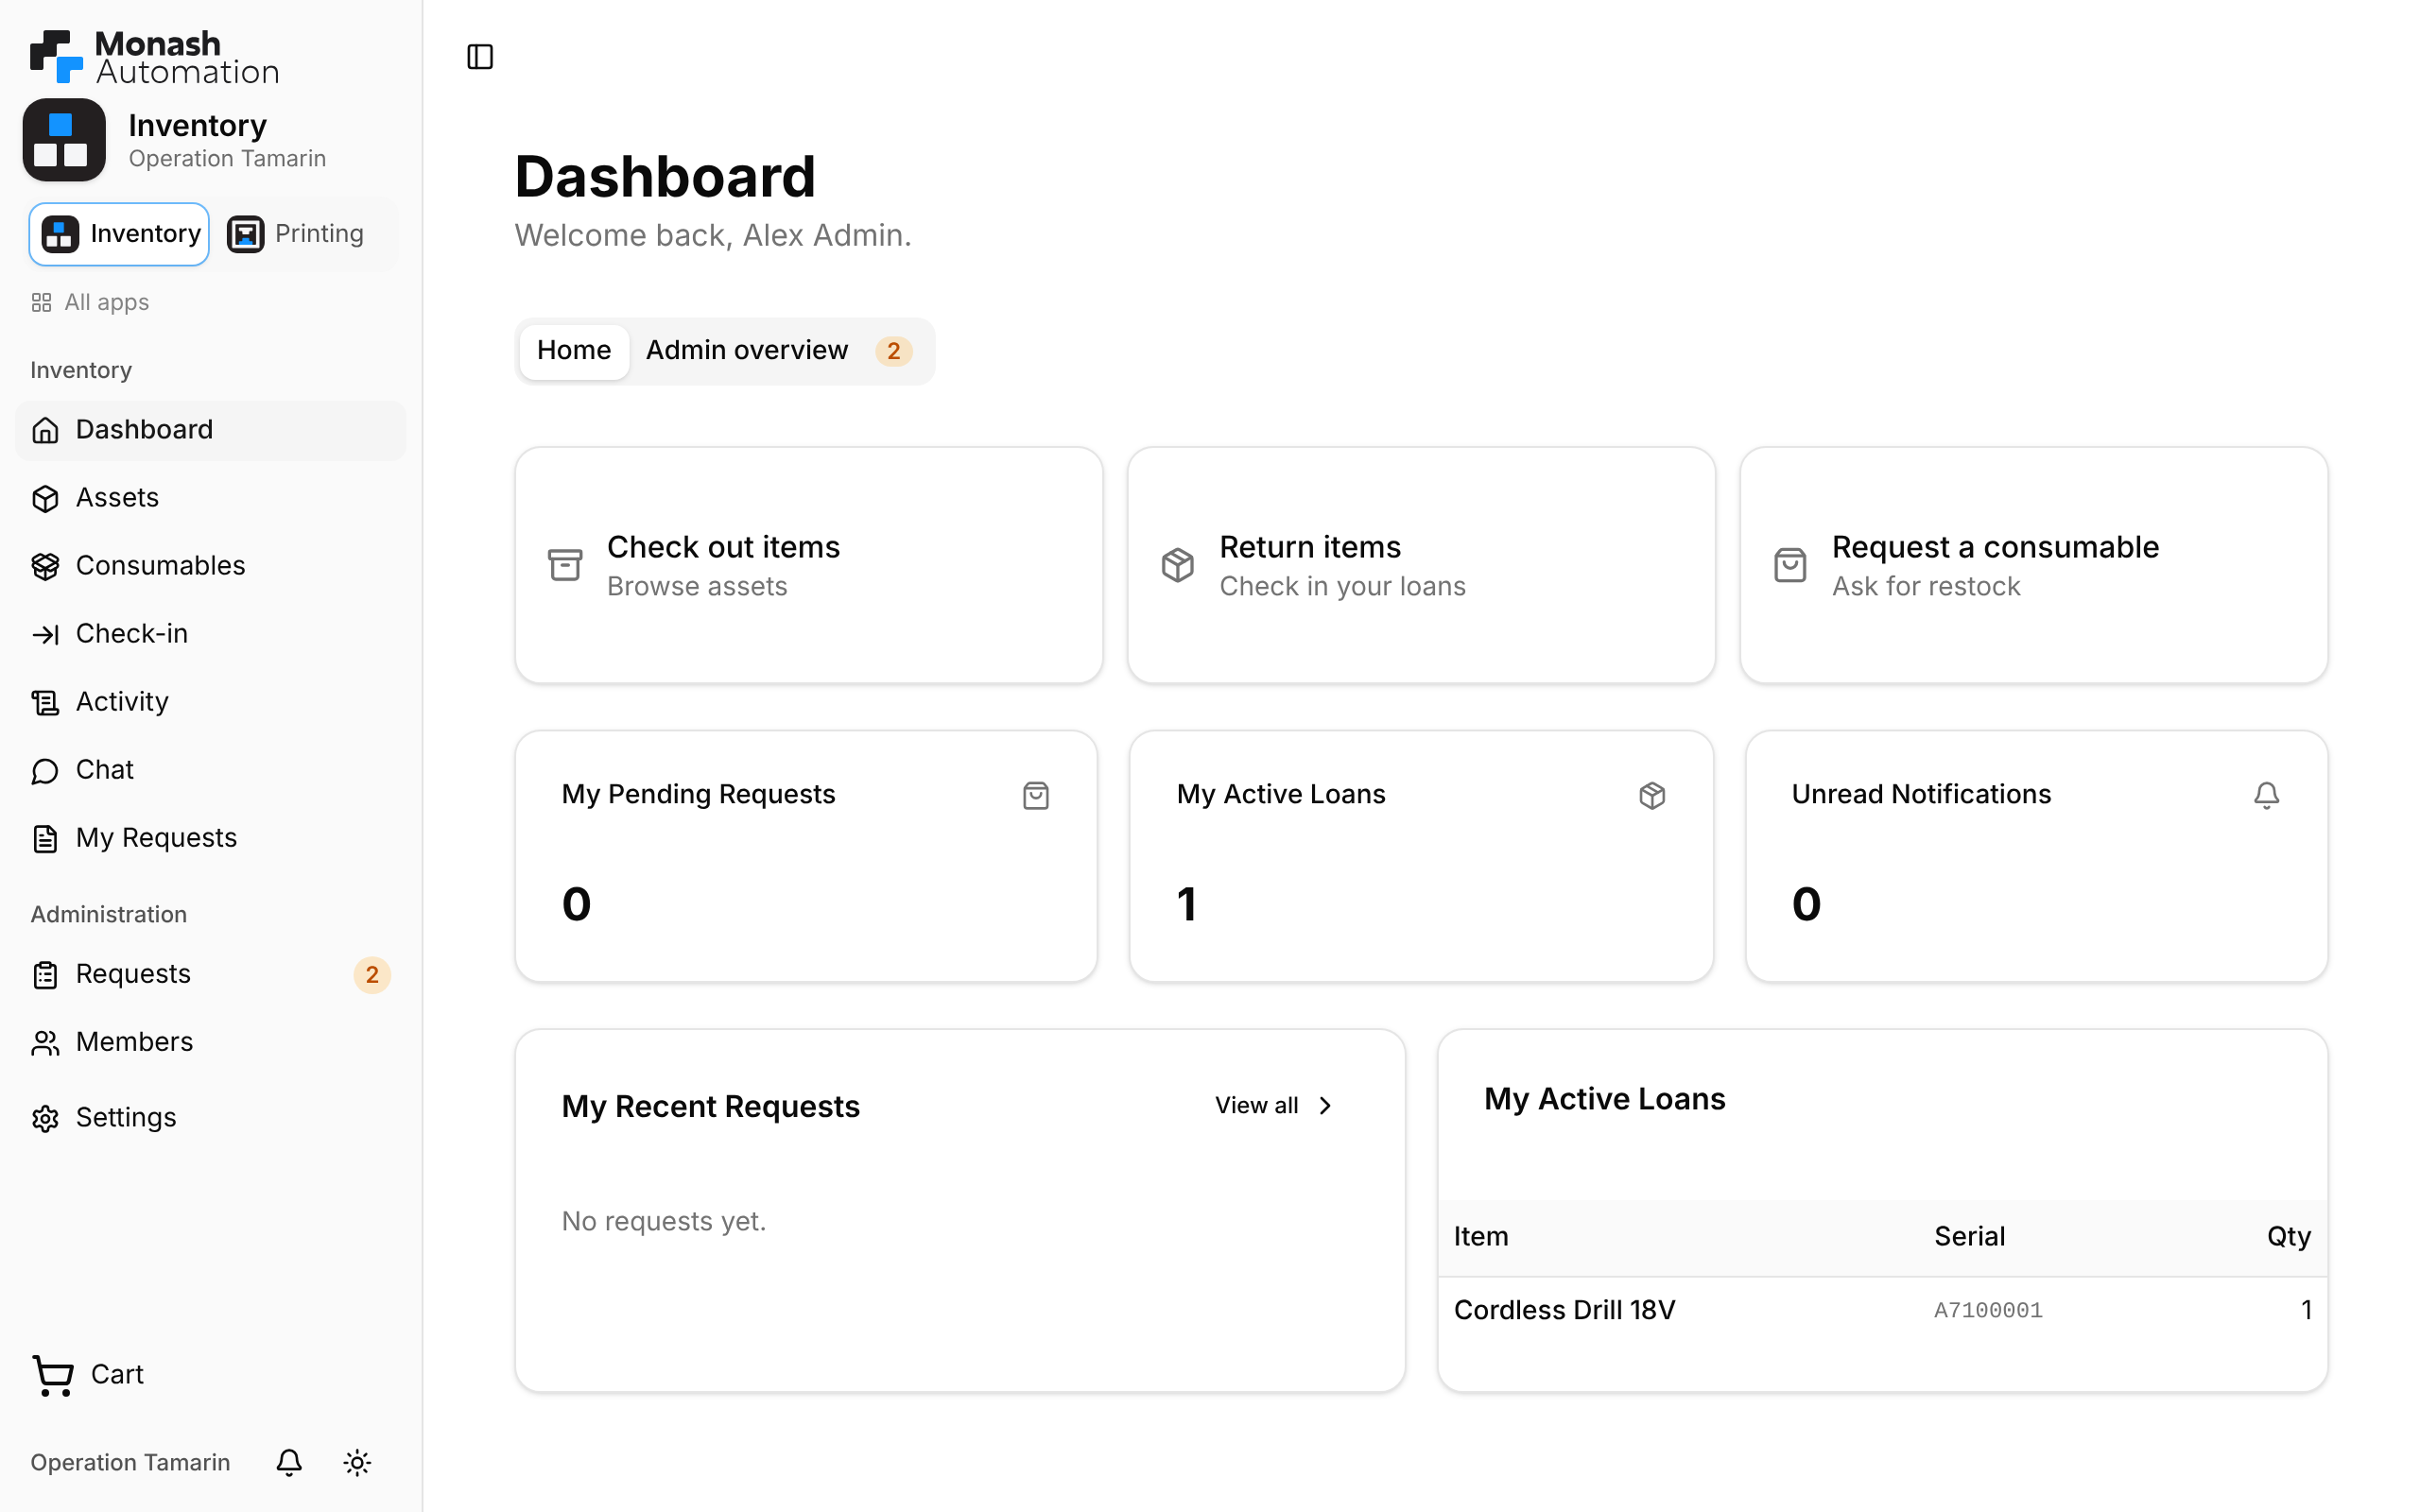 Monash
Automation
Inventory
Operation Tamarin
Inventory
Printing
All apps
Inventory
Dashboard
Assets
Consumables
Check-in
Activity
Chat
My Requests
Administration
Requests 2
Members
Settings
Cart
Operation Tamarin
Dashboard
Welcome back, Alex Admin.
Home
Admin overview 2
Check out items
Browse assets
Return items
Check in your loans
Request a consumable
Ask for restock
My Pending Requests
0
My Active Loans
1
Unread Notifications
0
My Recent Requests
View all
No requests yet.
My Active Loans
Item Serial Qty
Cordless Drill 18V A7100001 1